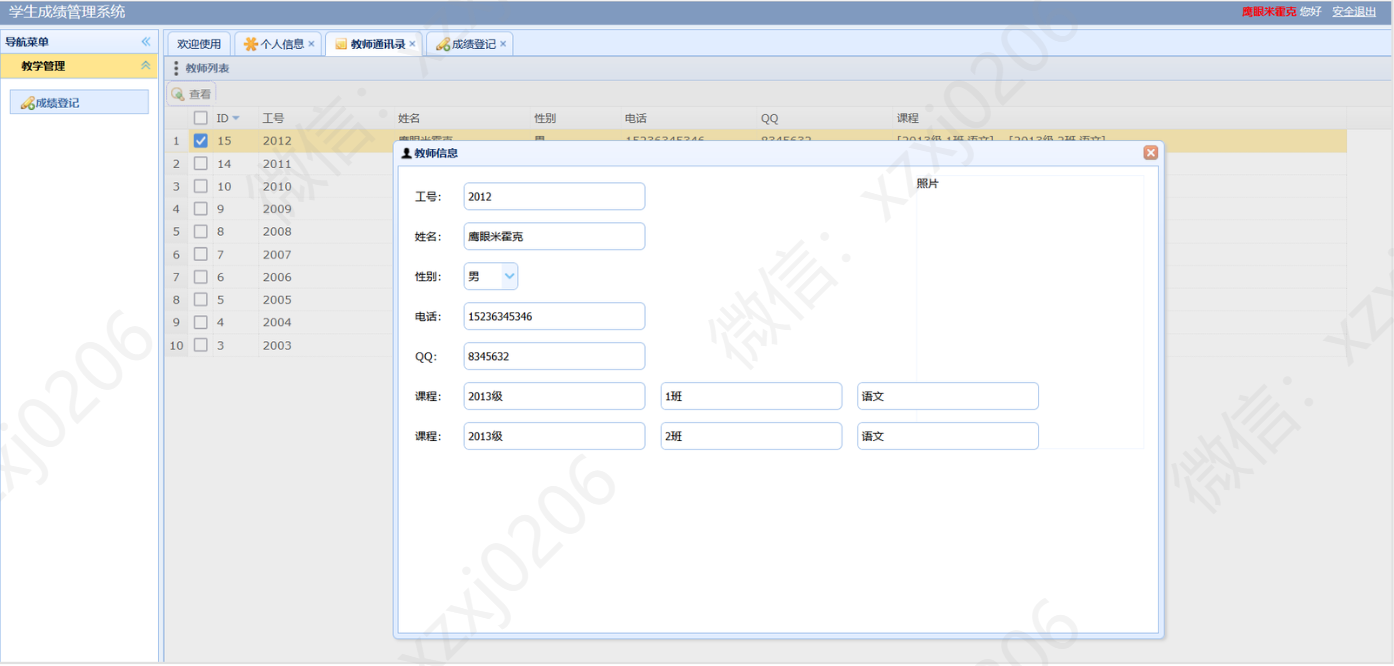 学生成绩管理系统
鹰眼米霍克 您好 安全退出
导航菜单
欢迎使用 个人信息 × 教师通讯录 × 成绩登记 ×
教学管理
教师列表
查看
成绩登记
ID 工号 姓名 性别 电话 QQ 课程
1 15 2012 鹰眼米霍克 男 15236345346 8345632 [2013级 1班 语文] [2013级 2班 语文]
2 14 2011
3 10 2010
4 9 2009
5 8 2008
6 7 2007
7 6 2006
8 5 2005
9 4 2004
10 3 2003
教师信息
工号: 2012
照片
姓名: 鹰眼米霍克
性别: 男
电话: 15236345346
QQ: 8345632
课程: 2013级 1班 语文
课程: 2013级 2班 语文
微信: xzxj0206